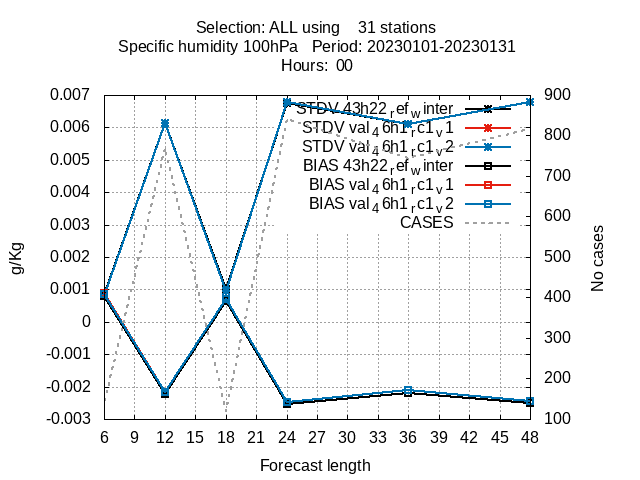 Selection: ALL using    31 stations
Specific humidity 100hPa   Period: 20230101-20230131
Hours:  00
0.007
0.006
0.005
0.004
0.003
0.002
0.001
0
-0.001
-0.002
-0.003
g/Kg
STDV 43h22_ref_winter
STDV val_46h1_rc1_v1
STDV val_46h1_rc1_v2
BIAS 43h22_ref_winter
BIAS val_46h1_rc1_v1
BIAS val_46h1_rc1_v2
CASES
900
800
700
600
500
400
300
200
100
No cases
6 9 12 15 18 21 24 27 30 33 36 39 42 45 48
Forecast length